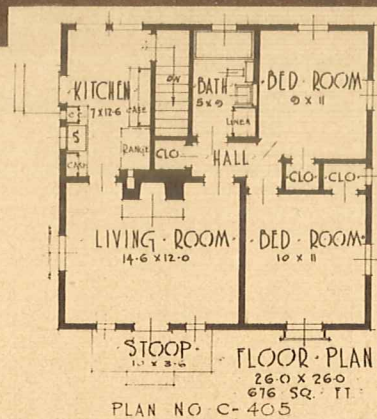 KITCHEN
7 X 12-6
CASE
RANGE
S
CASE
DN
CLO
BATH
5 X 9
LINEN
HALL
BED ROOM
9 X 11
CLO
CLO
LIVING · ROOM ·
14-6 X 12-0
BED · ROOM ·
10 X 11
STOOP ·
FLOOR · PLAN
26-0 X 26-0
676 SQ. FT.
PLAN NO C-405